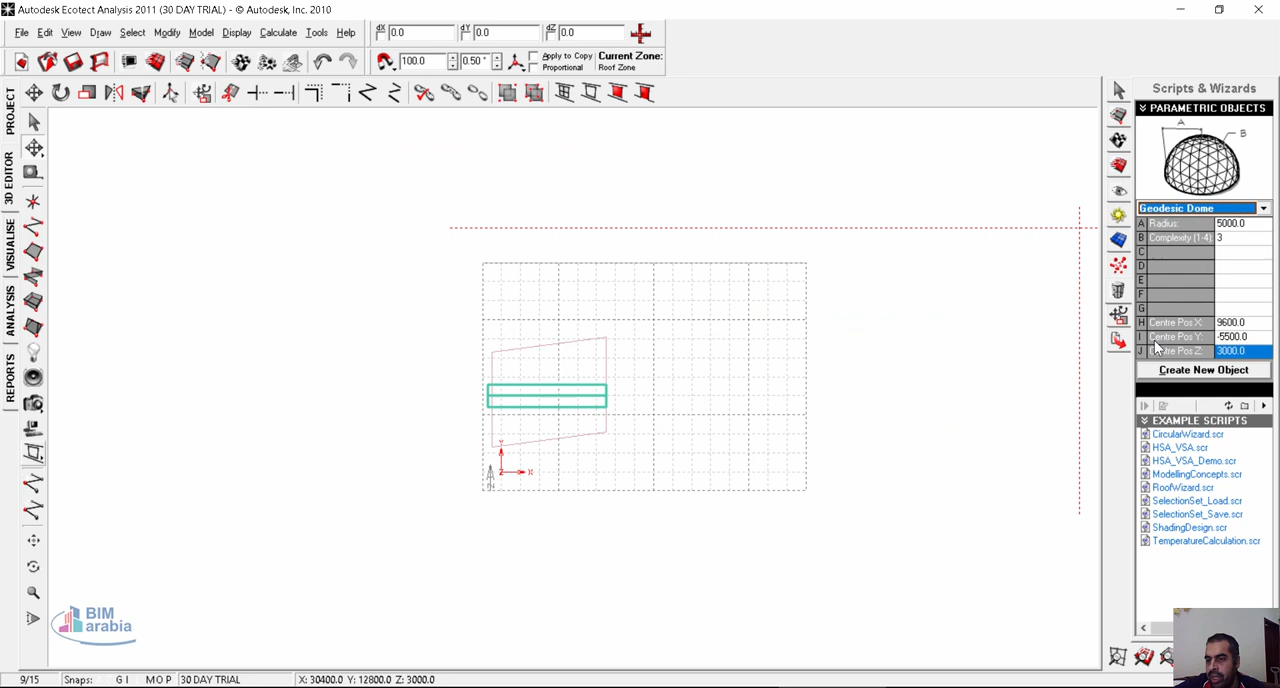 Autodesk Ecotect Analysis 2011 (30 DAY TRIAL) - © Autodesk, Inc. 2010
File Edit View Draw Select Modify Model Display Calculate Tools Help
dX 0.0 dY 0.0 dZ 0.0
100.0 0.50 °
Apply to Copy
Proportional
Current Zone:
Roof Zone
PROJECT
3D EDITOR
VISUALISE
ANALYSIS
REPORTS
Y
X
N
BIM
arabia
Scripts & Wizards
PARAMETRIC OBJECTS
A
B
Geodesic Dome
A Radius: 5000.0
B Complexity (1-4): 3
C
D
E
F
G
H Centre Pos X: 9600.0
I Centre Pos Y: -5500.0
J Centre Pos Z: 3000.0
Create New Object
EXAMPLE SCRIPTS
CircularWizard.scr
HSA_VSA.scr
HSA_VSA_Demo.scr
ModellingConcepts.scr
RoofWizard.scr
SelectionSet_Load.scr
SelectionSet_Save.scr
ShadingDesign.scr
TemperatureCalculation.scr
9/15 Snaps: G I M O P 30 DAY TRIAL X: 30400.0 Y: 12800.0 Z: 3000.0